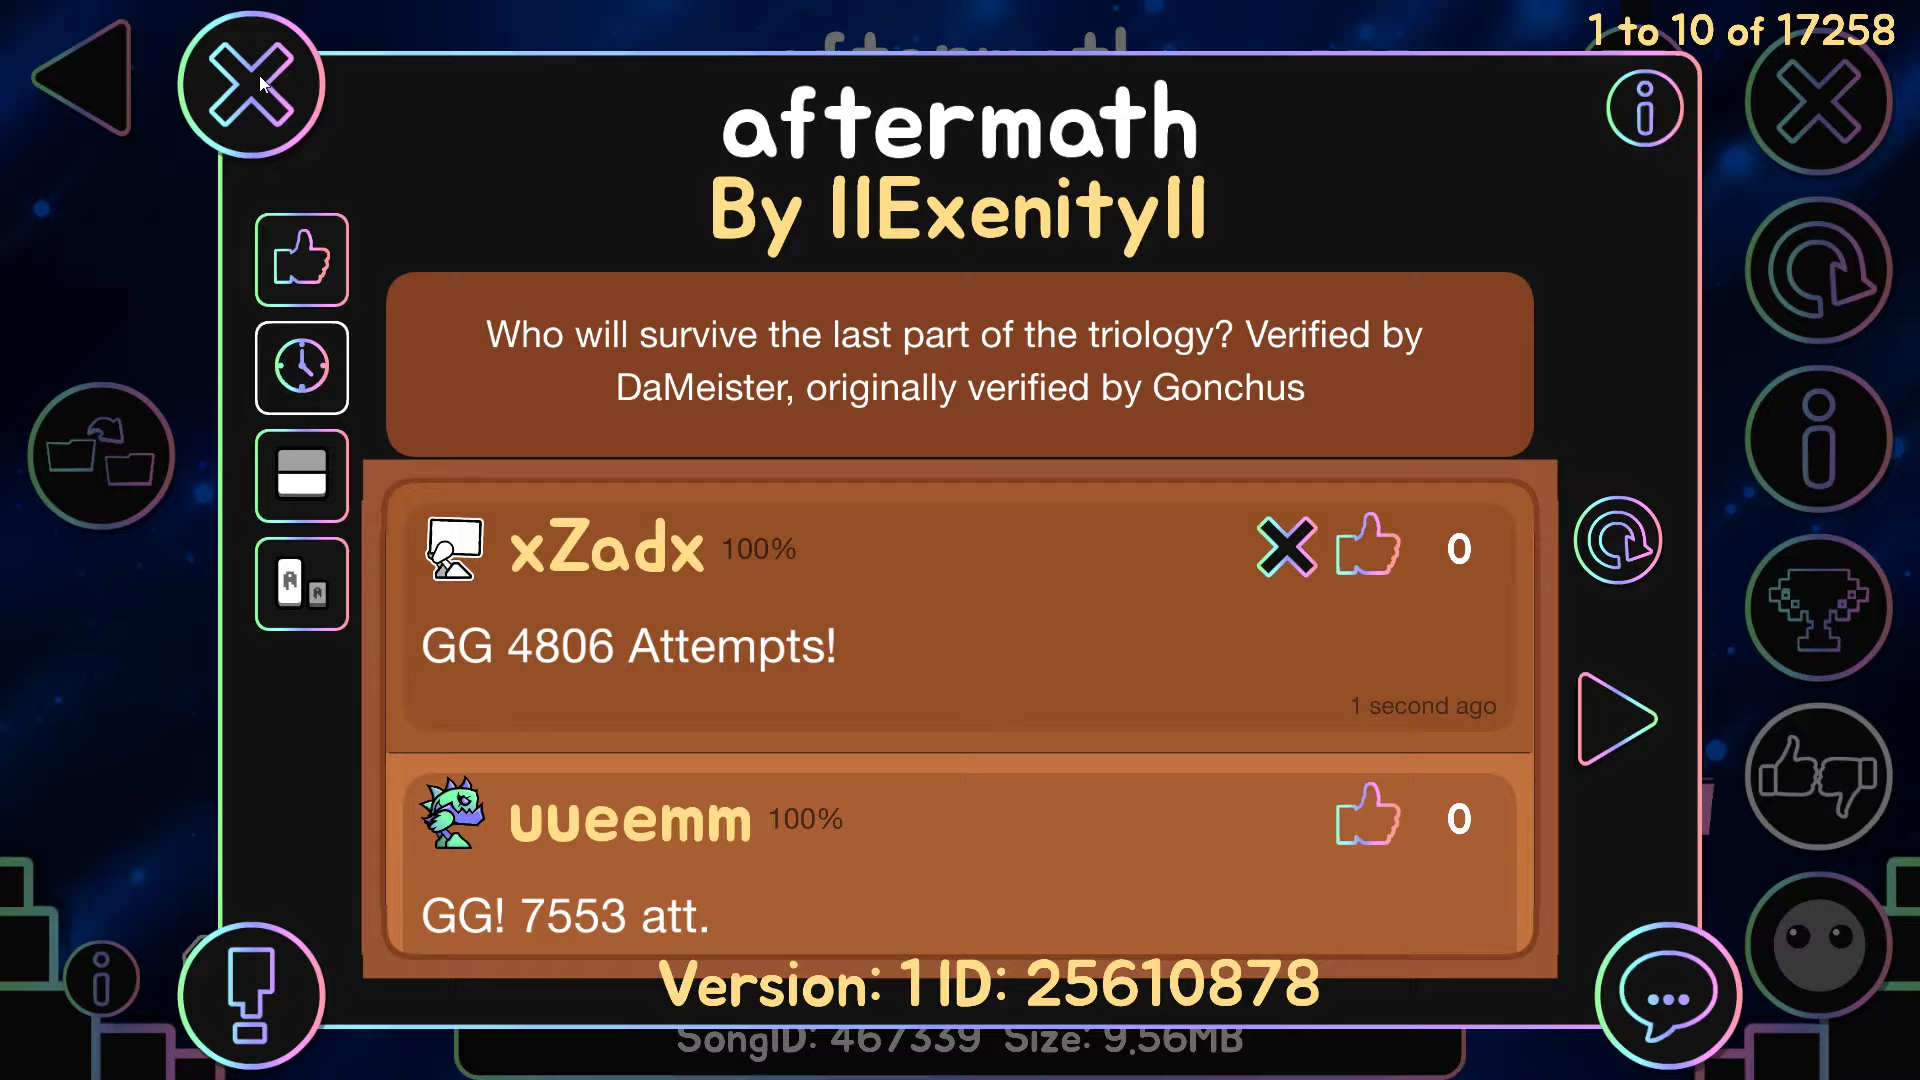 1 to 10 of 17258
aftermath
By llExenityll
Who will survive the last part of the triology? Verified by
DaMeister, originally verified by Gonchus
xZadx 100% 0
GG 4806 Attempts!
1 second ago
uueemm 100% 0
GG! 7553 att.
Version: 1 ID: 25610878
SongID: 467339 Size: 9.56MB